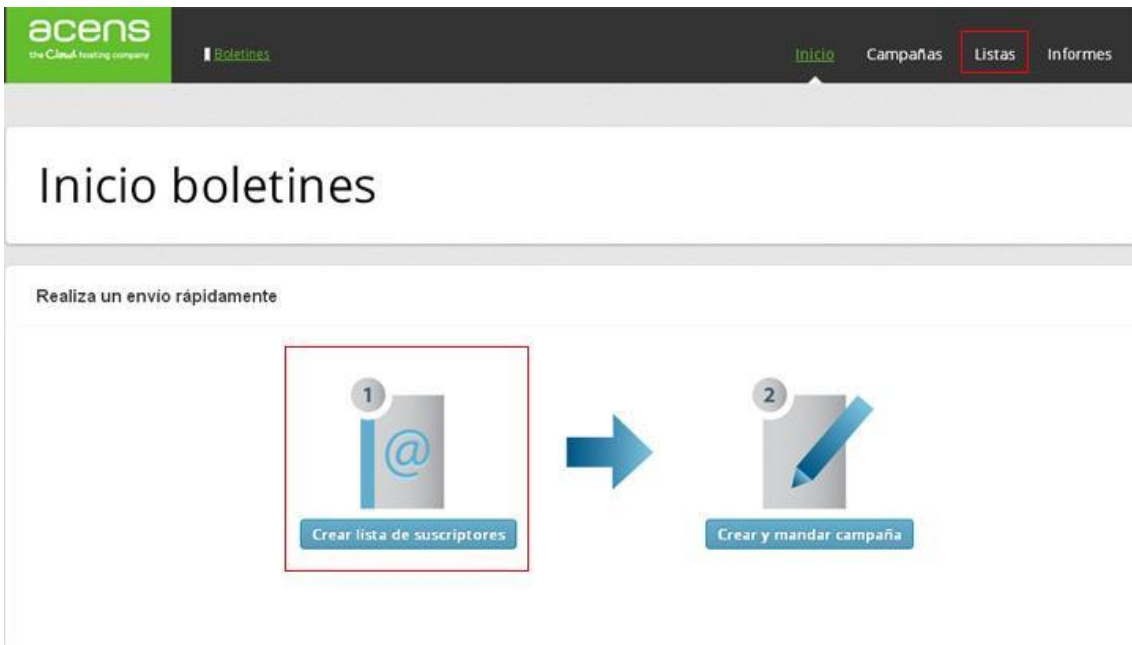 acens
the Cloud hosting company
Boletines
Inicio Campañas Listas Informes
Inicio boletines
Realiza un envío rápidamente
1
@
Crear lista de suscriptores
2
Crear y mandar campaña